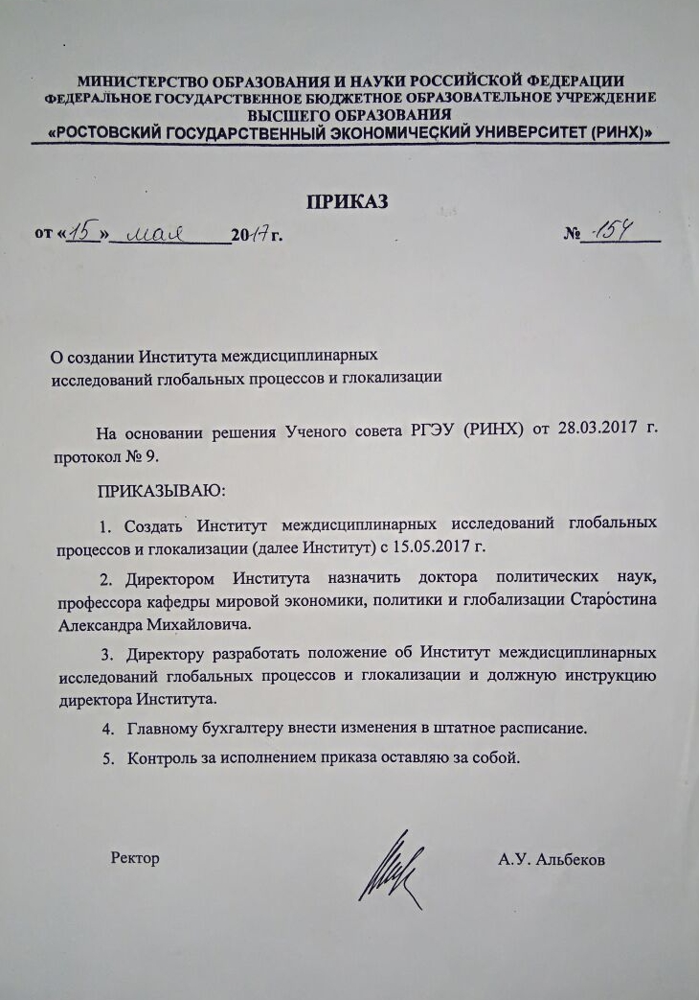 МИНИСТЕРСТВО ОБРАЗОВАНИЯ И НАУКИ РОССИЙСКОЙ ФЕДЕРАЦИИ
ФЕДЕРАЛЬНОЕ ГОСУДАРСТВЕННОЕ БЮДЖЕТНОЕ ОБРАЗОВАТЕЛЬНОЕ УЧРЕЖДЕНИЕ
ВЫСШЕГО ОБРАЗОВАНИЯ
«РОСТОВСКИЙ ГОСУДАРСТВЕННЫЙ ЭКОНОМИЧЕСКИЙ УНИВЕРСИТЕТ (РИНХ)»
ПРИКАЗ
от «15» мая 2017 г. № 154
О создании Института междисциплинарных
исследований глобальных процессов и глокализации
На основании решения Ученого совета РГЭУ (РИНХ) от 28.03.2017 г.
протокол № 9.
ПРИКАЗЫВАЮ:
1. Создать Институт междисциплинарных исследований глобальных
процессов и глокализации (далее Институт) с 15.05.2017 г.
2. Директором Института назначить доктора политических наук,
профессора кафедры мировой экономики, политики и глобализации Старостина
Александра Михайловича.
3. Директору разработать положение об Институт междисциплинарных
исследований глобальных процессов и глокализации и должную инструкцию
директора Института.
4. Главному бухгалтеру внести изменения в штатное расписание.
5. Контроль за исполнением приказа оставляю за собой.
Ректор А.У. Альбеков